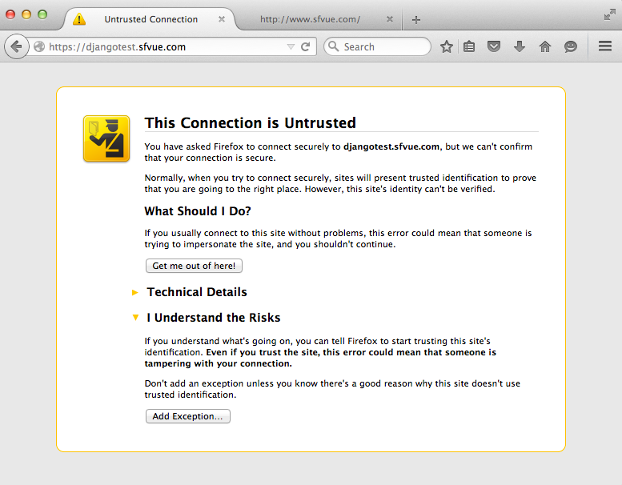 Untrusted Connection
http://www.sfvue.com/
https://djangotest.sfvue.com
Search
This Connection is Untrusted
You have asked Firefox to connect securely to djangotest.sfvue.com, but we can't confirm
that your connection is secure.
Normally, when you try to connect securely, sites will present trusted identification to prove
that you are going to the right place. However, this site's identity can't be verified.
What Should I Do?
If you usually connect to this site without problems, this error could mean that someone is
trying to impersonate the site, and you shouldn't continue.
Get me out of here!
Technical Details
I Understand the Risks
If you understand what's going on, you can tell Firefox to start trusting this site's
identification. Even if you trust the site, this error could mean that someone is
tampering with your connection.
Don't add an exception unless you know there's a good reason why this site doesn't use
trusted identification.
Add Exception...